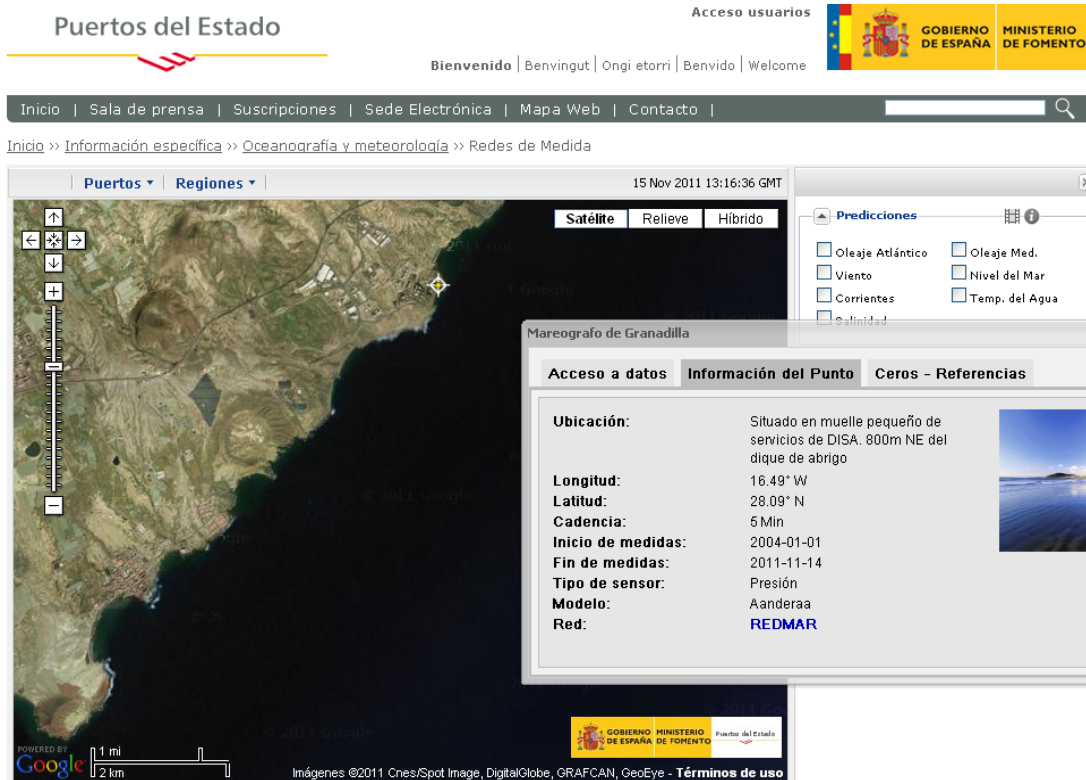 Puertos del Estado
Acceso usuarios
GOBIERNO DE ESPAÑA
MINISTERIO DE FOMENTO
Bienvenido | Benvingut | Ongi etorri | Benvido | Welcome
Inicio | Sala de prensa | Suscripciones | Sede Electrónica | Mapa Web | Contacto |
Inicio >> Información específica >> Oceanografía y meteorología >> Redes de Medida
Puertos Regiones
15 Nov 2011 13:16:36 GMT
Satélite Relieve Híbrido
Predicciones
Oleaje Atlántico Oleaje Med.
Viento Nivel del Mar
Corrientes Temp. del Agua
Salinidad
Mareografo de Granadilla
Acceso a datos Información del Punto Ceros - Referencias
Ubicación: Situado en muelle pequeño de
servicios de DISA. 800m NE del
dique de abrigo
Longitud: 16.49° W
Latitud: 28.09° N
Cadencia: 5 Min
Inicio de medidas: 2004-01-01
Fin de medidas: 2011-11-14
Tipo de sensor: Presión
Modelo: Aanderaa
Red: REDMAR
GOBIERNO DE ESPAÑA
MINISTERIO DE FOMENTO
Puertos del Estado
POWERED BY
Google
1 mi
2 km
Imágenes ©2011 Cnes/Spot Image, DigitalGlobe, GRAFCAN, GeoEye - Términos de uso